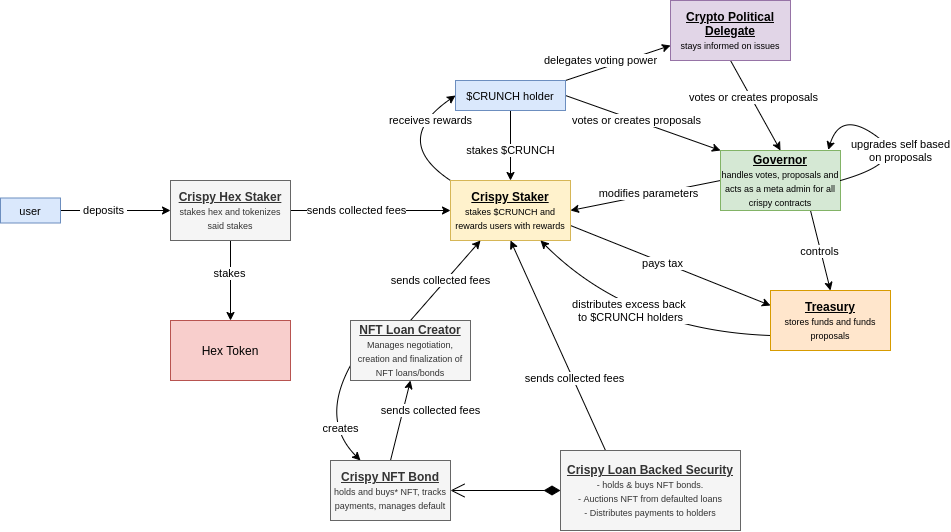 Crypto Political
Delegate
stays informed on issues
delegates voting power
$CRUNCH holder
votes or creates proposals
receives rewards
votes or creates proposals
stakes $CRUNCH
upgrades self based
on proposals
Governor
handles votes, proposals and
acts as a meta admin for all
crispy contracts
modifies parameters
user
deposits
Crispy Hex Staker
stakes hex and tokenizes
said stakes
sends collected fees
Crispy Staker
stakes $CRUNCH and
rewards users with rewards
controls
pays tax
stakes
sends collected fees
distributes excess back
to $CRUNCH holders
Treasury
stores funds and funds
proposals
Hex Token
NFT Loan Creator
Manages negotiation,
creation and finalization of
NFT loans/bonds
sends collected fees
sends collected fees
creates
Crispy NFT Bond
holds and buys* NFT, tracks
payments, manages default
Crispy Loan Backed Security
- holds & buys NFT bonds.
- Auctions NFT from defaulted loans
- Distributes payments to holders